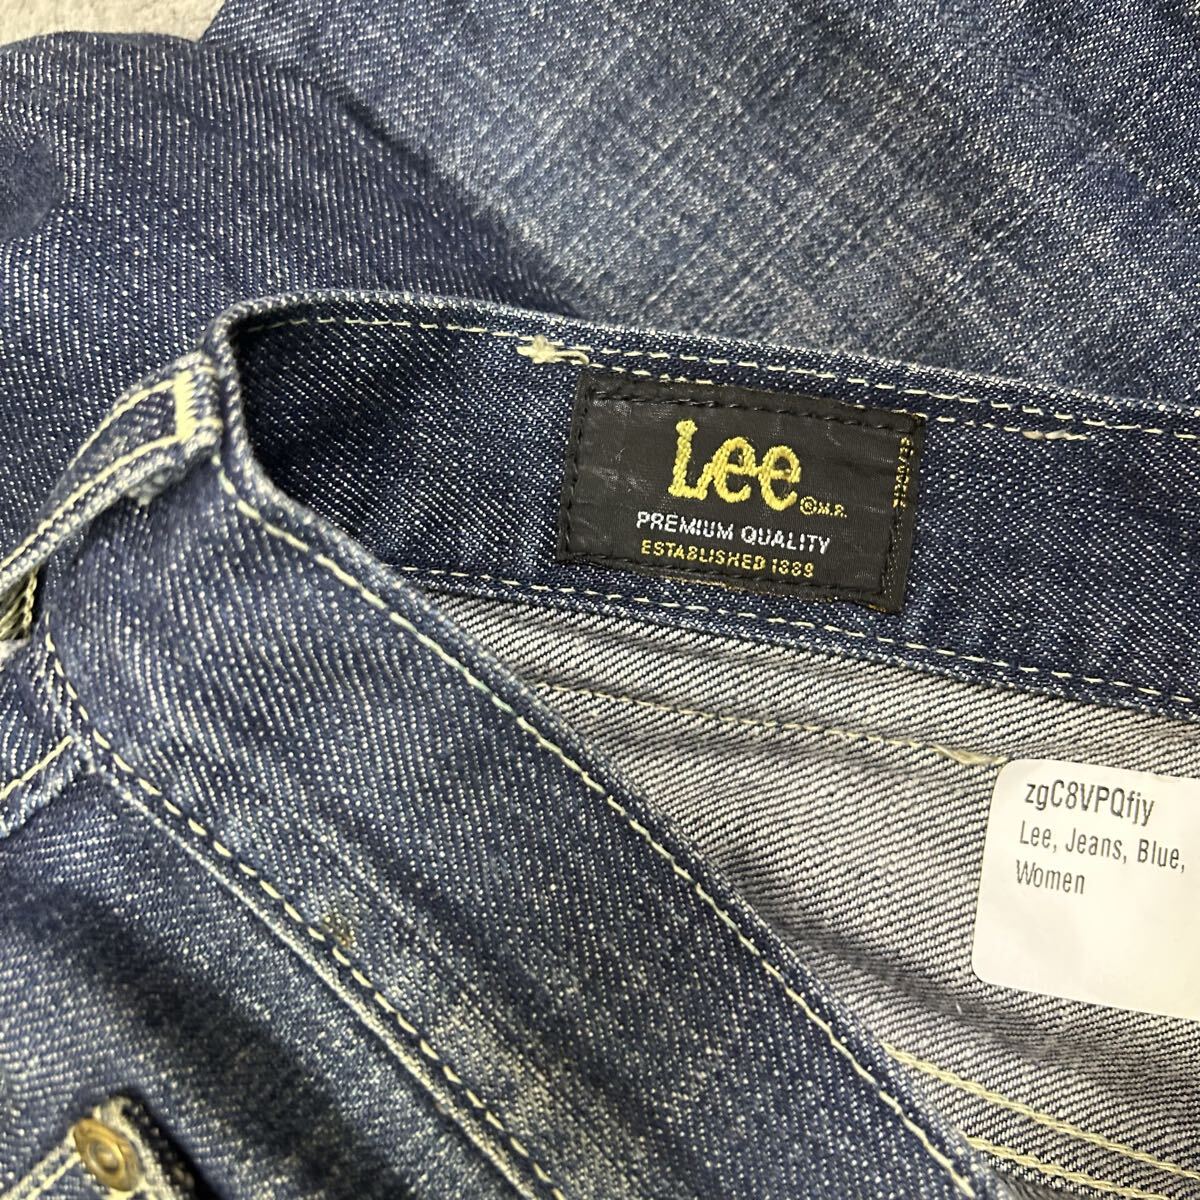 Lee ® M.R.
PREMIUM QUALITY
ESTABLISHED 1889
zgC8VPQfjy
Lee, Jeans, Blue,
Women